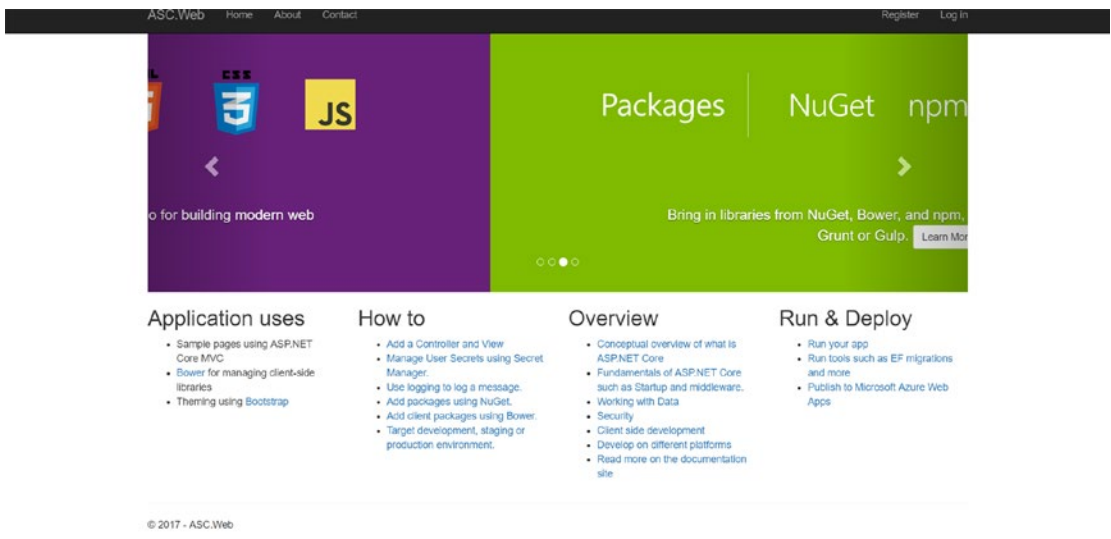 ASC.Web Home About Contact Register Log in
CSS
JS
Packages NuGet npm
o for building modern web
Bring in libraries from NuGet, Bower, and npm,
Grunt or Gulp. Learn Mor
Application uses
Sample pages using ASP.NET
Core MVC
Bower for managing client-side
libraries
Theming using Bootstrap
How to
Add a Controller and View
Manage User Secrets using Secret
Manager.
Use logging to log a message.
Add packages using NuGet.
Add client packages using Bower.
Target development, staging or
production environment.
Overview
Conceptual overview of what is
ASP.NET Core
Fundamentals of ASP.NET Core
such as Startup and middleware.
Working with Data
Security
Client side development
Develop on different platforms
Read more on the documentation
site
Run & Deploy
Run your app
Run tools such as EF migrations
and more
Publish to Microsoft Azure Web
Apps
© 2017 - ASC.Web